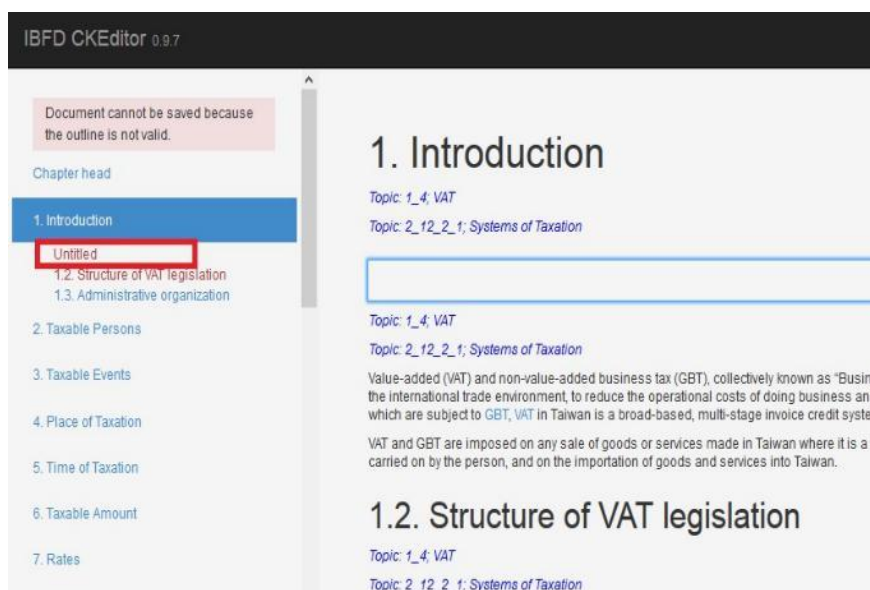 IBFD CKEditor 0.9.7
Document cannot be saved because
the outline is not valid.
Chapter head
1. Introduction
Untitled
1.2. Structure of VAT legislation
1.3. Administrative organization
2. Taxable Persons
3. Taxable Events
4. Place of Taxation
5. Time of Taxation
6. Taxable Amount
7. Rates
1. Introduction
Topic: 1_4; VAT
Topic: 2_12_2_1; Systems of Taxation
Topic: 1_4; VAT
Topic: 2_12_2_1; Systems of Taxation
Value-added (VAT) and non-value-added business tax (GBT), collectively known as "Busin
the international trade environment, to reduce the operational costs of doing business an
which are subject to GBT, VAT in Taiwan is a broad-based, multi-stage invoice credit syste
VAT and GBT are imposed on any sale of goods or services made in Taiwan where it is a
carried on by the person, and on the importation of goods and services into Taiwan.
1.2. Structure of VAT legislation
Topic: 1_4; VAT
Topic: 2_12_2_1; Systems of Taxation